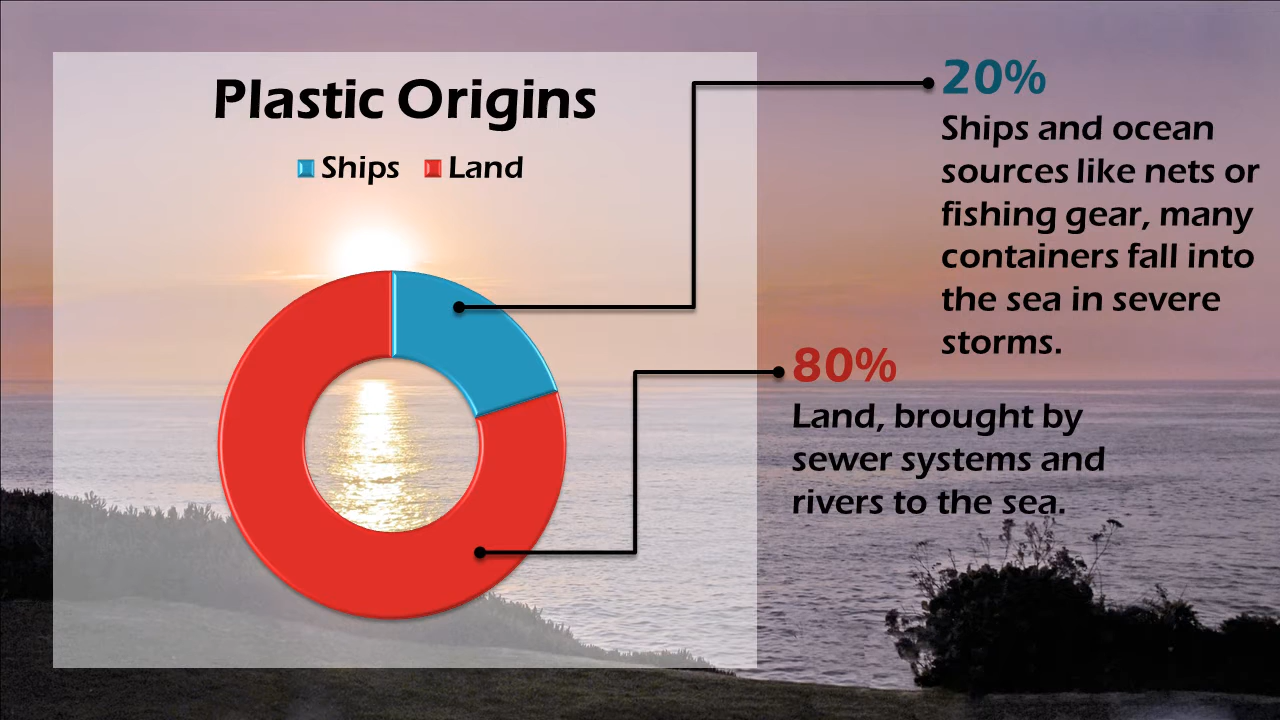 Plastic Origins
Ships Land
20%
Ships and ocean
sources like nets or
fishing gear, many
containers fall into
the sea in severe
storms.
80%
Land, brought by
sewer systems and
rivers to the sea.